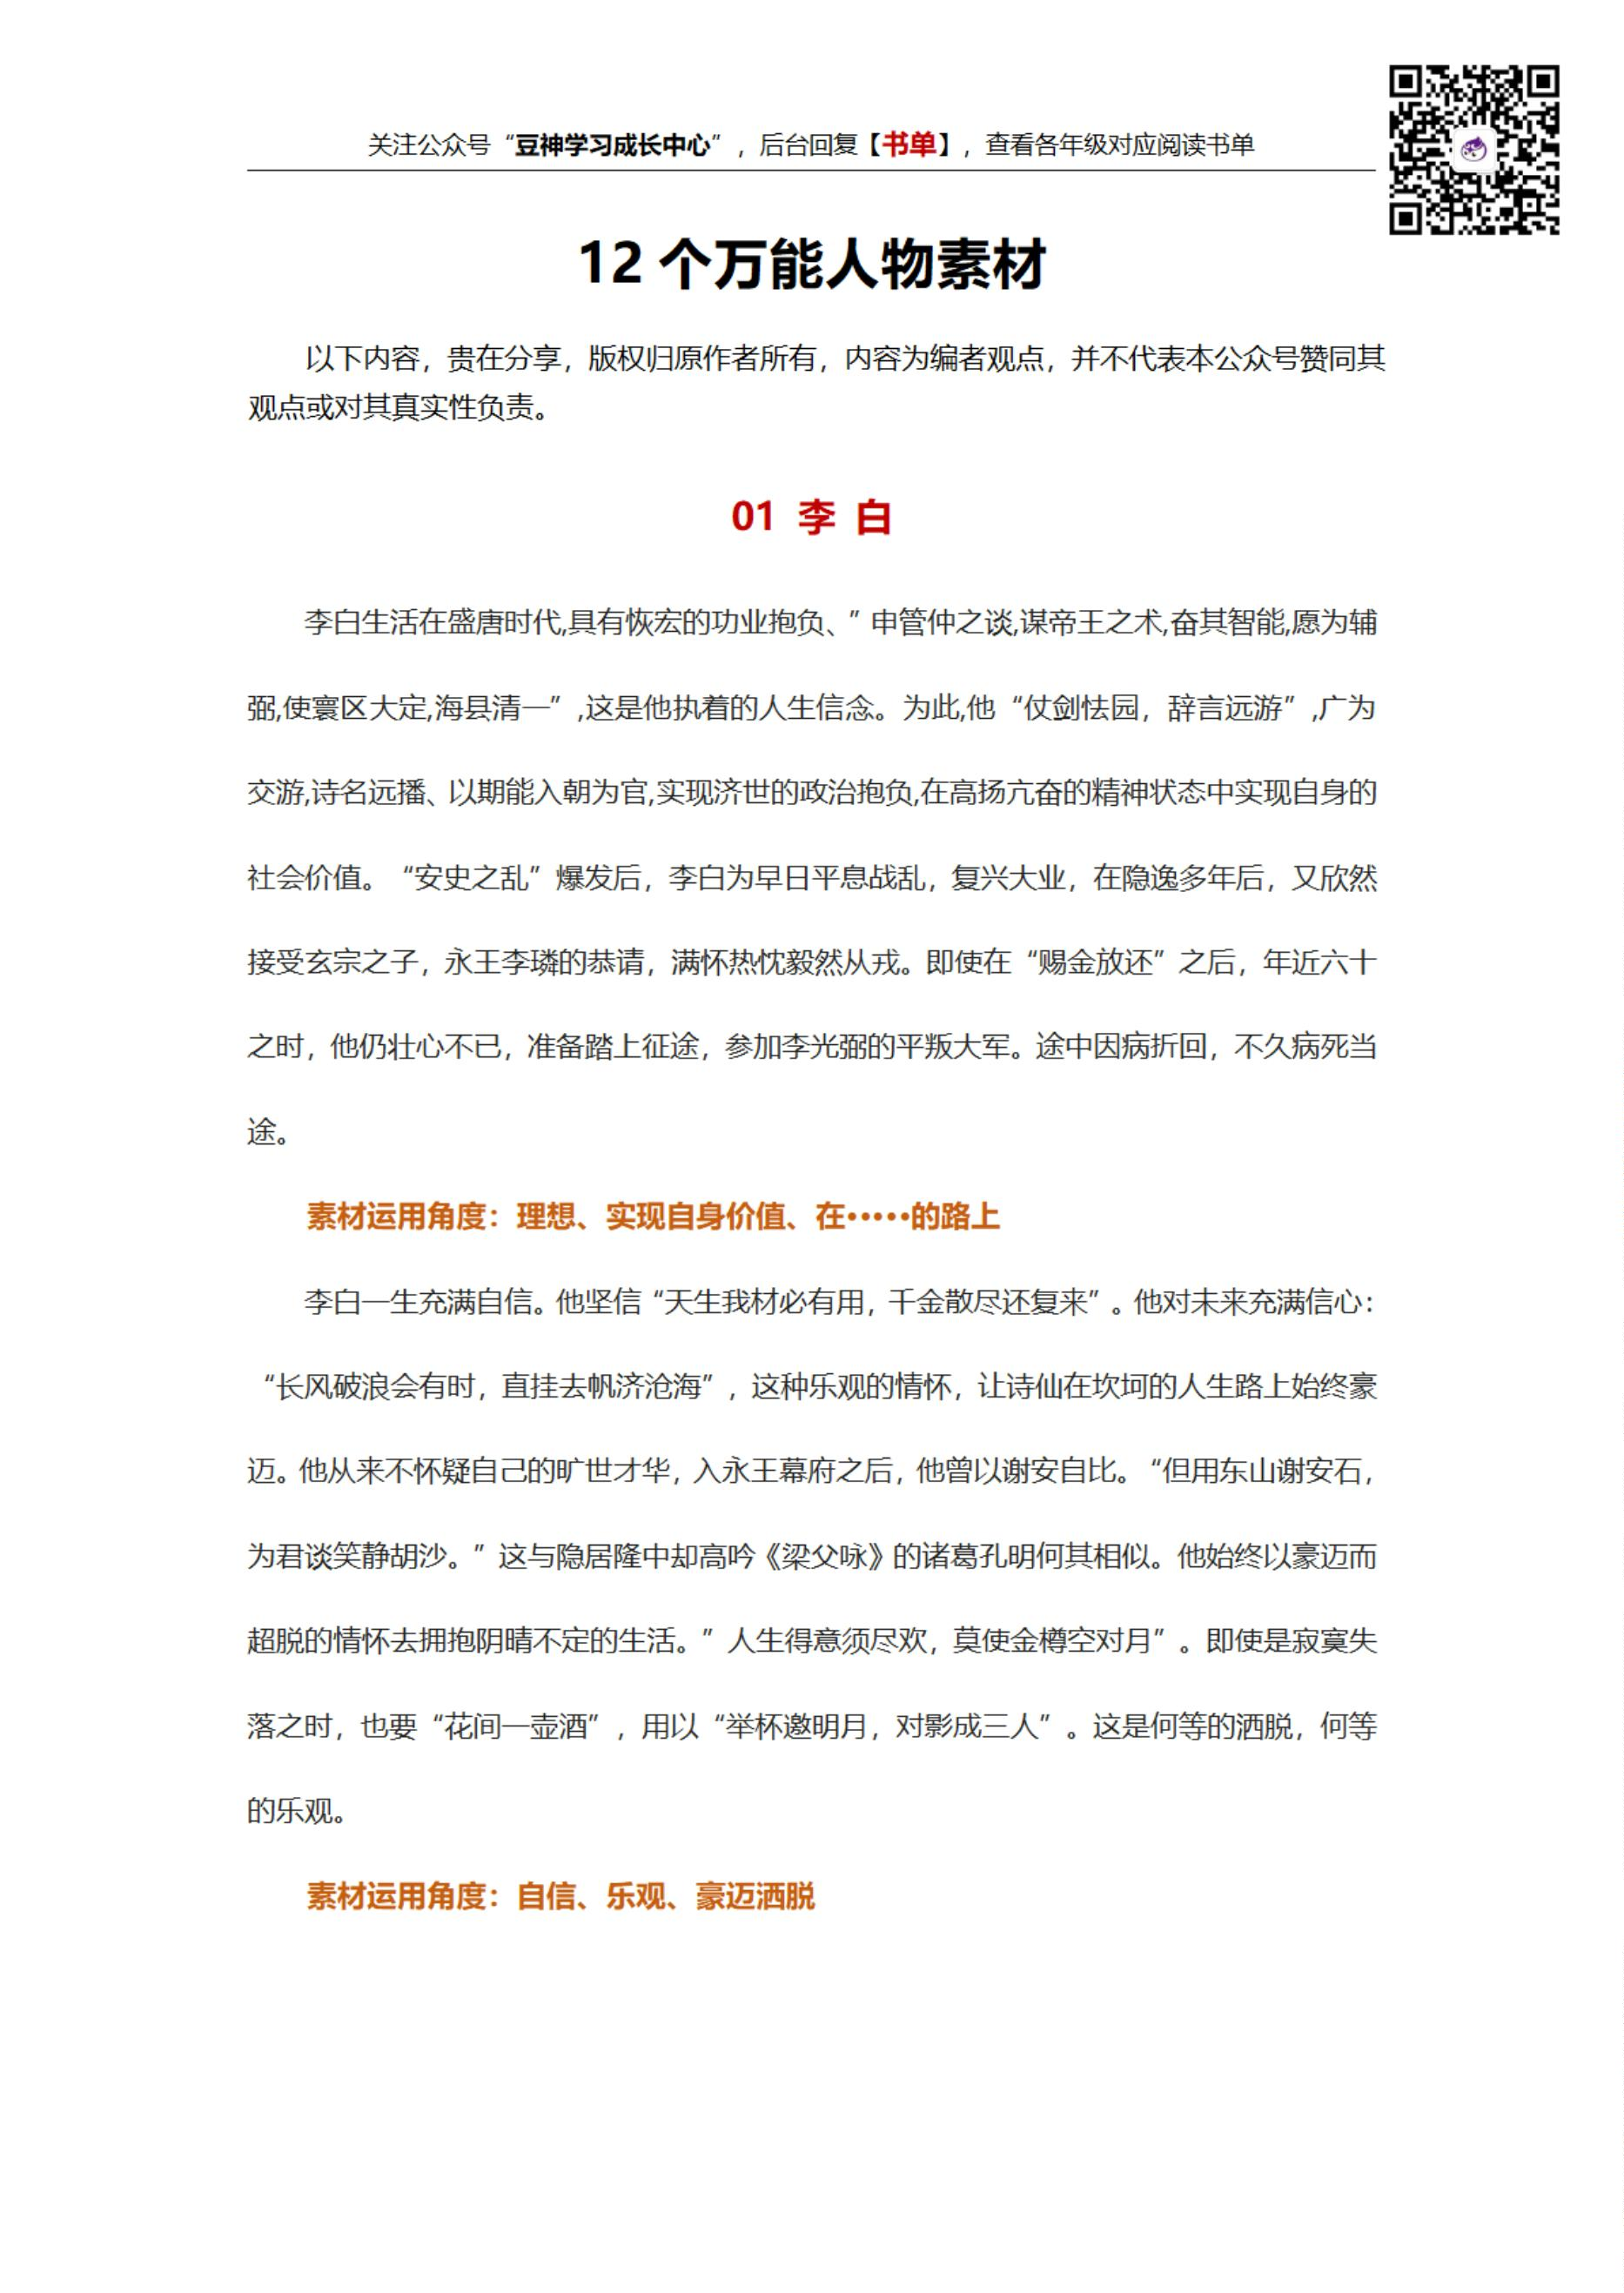 关注公众号“豆神学习成长中心”，后台回复【书单】，查看各年级对应阅读书单
12 个万能人物素材
以下内容，贵在分享，版权归原作者所有，内容为编者观点，并不代表本公众号赞同其
观点或对其真实性负责。
01 李 白
李白生活在盛唐时代,具有恢宏的功业抱负、”申管仲之谈,谋帝王之术,奋其智能,愿为辅
弼,使寰区大定,海县清一”,这是他执着的人生信念。为此,他“仗剑怯园，辞言远游”,广为
交游,诗名远播、以期能入朝为官,实现济世的政治抱负,在高扬亢奋的精神状态中实现自身的
社会价值。“安史之乱”爆发后，李白为早日平息战乱，复兴大业，在隐逸多年后，又欣然
接受玄宗之子，永王李璘的恭请，满怀热忱毅然从戎。即使在“赐金放还”之后，年近六十
之时，他仍壮心不已，准备踏上征途，参加李光弼的平叛大军。途中因病折回，不久病死当
途。
素材运用角度：理想、实现自身价值、在•••••的路上
李白一生充满自信。他坚信“天生我材必有用，千金散尽还复来”。他对未来充满信心：
“长风破浪会有时，直挂去帆济沧海”，这种乐观的情怀，让诗仙在坎坷的人生路上始终豪
迈。他从来不怀疑自己的旷世才华，入永王幕府之后，他曾以谢安自比。“但用东山谢安石，
为君谈笑静胡沙。”这与隐居隆中却高吟《梁父咏》的诸葛孔明何其相似。他始终以豪迈而
超脱的情怀去拥抱阴晴不定的生活。”人生得意须尽欢，莫使金樽空对月”。即使是寂寞失
落之时，也要“花间一壶酒”，用以“举杯邀明月，对影成三人”。这是何等的洒脱，何等
的乐观。
素材运用角度：自信、乐观、豪迈洒脱